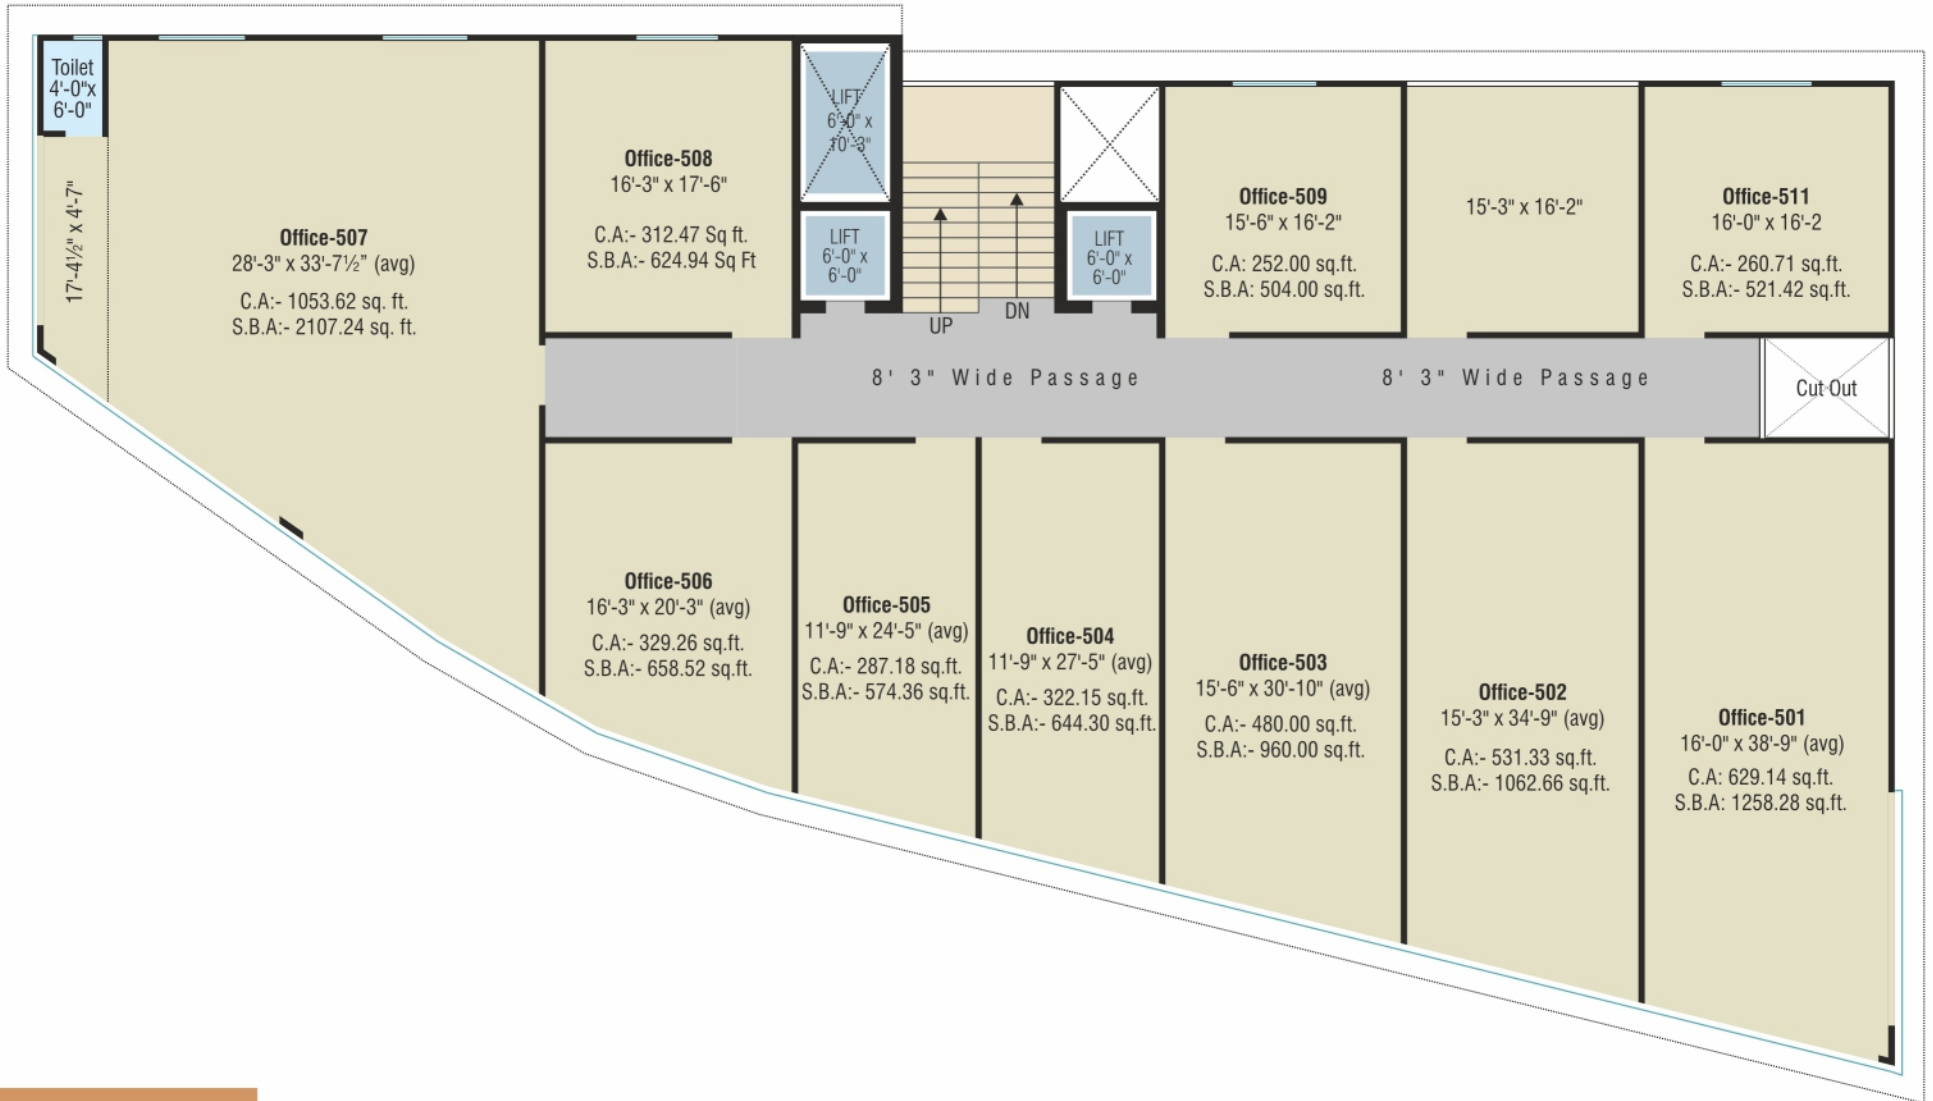 Toilet
4'-0"x
6'-0"
17'-4½" x 4'-7"
Office-507
28'-3" x 33'-7½" (avg)
C.A:- 1053.62 sq. ft.
S.B.A:- 2107.24 sq. ft.
Office-508
16'-3" x 17'-6"
C.A:- 312.47 Sq ft.
S.B.A:- 624.94 Sq Ft
LIFT
6'-0" x
10'-3"
LIFT
6'-0" x
6'-0"
UP
DN
LIFT
6'-0" x
6'-0"
Office-509
15'-6" x 16'-2"
C.A: 252.00 sq.ft.
S.B.A: 504.00 sq.ft.
15'-3" x 16'-2"
Office-511
16'-0" x 16'-2
C.A:- 260.71 sq.ft.
S.B.A:- 521.42 sq.ft.
8' 3" Wide Passage
8' 3" Wide Passage
Cut Out
Office-506
16'-3" x 20'-3" (avg)
C.A:- 329.26 sq.ft.
S.B.A:- 658.52 sq.ft.
Office-505
11'-9" x 24'-5" (avg)
C.A:- 287.18 sq.ft.
S.B.A:- 574.36 sq.ft.
Office-504
11'-9" x 27'-5" (avg)
C.A:- 322.15 sq.ft.
S.B.A:- 644.30 sq.ft.
Office-503
15'-6" x 30'-10" (avg)
C.A:- 480.00 sq.ft.
S.B.A:- 960.00 sq.ft.
Office-502
15'-3" x 34'-9" (avg)
C.A:- 531.33 sq.ft.
S.B.A:- 1062.66 sq.ft.
Office-501
16'-0" x 38'-9" (avg)
C.A: 629.14 sq.ft.
S.B.A: 1258.28 sq.ft.